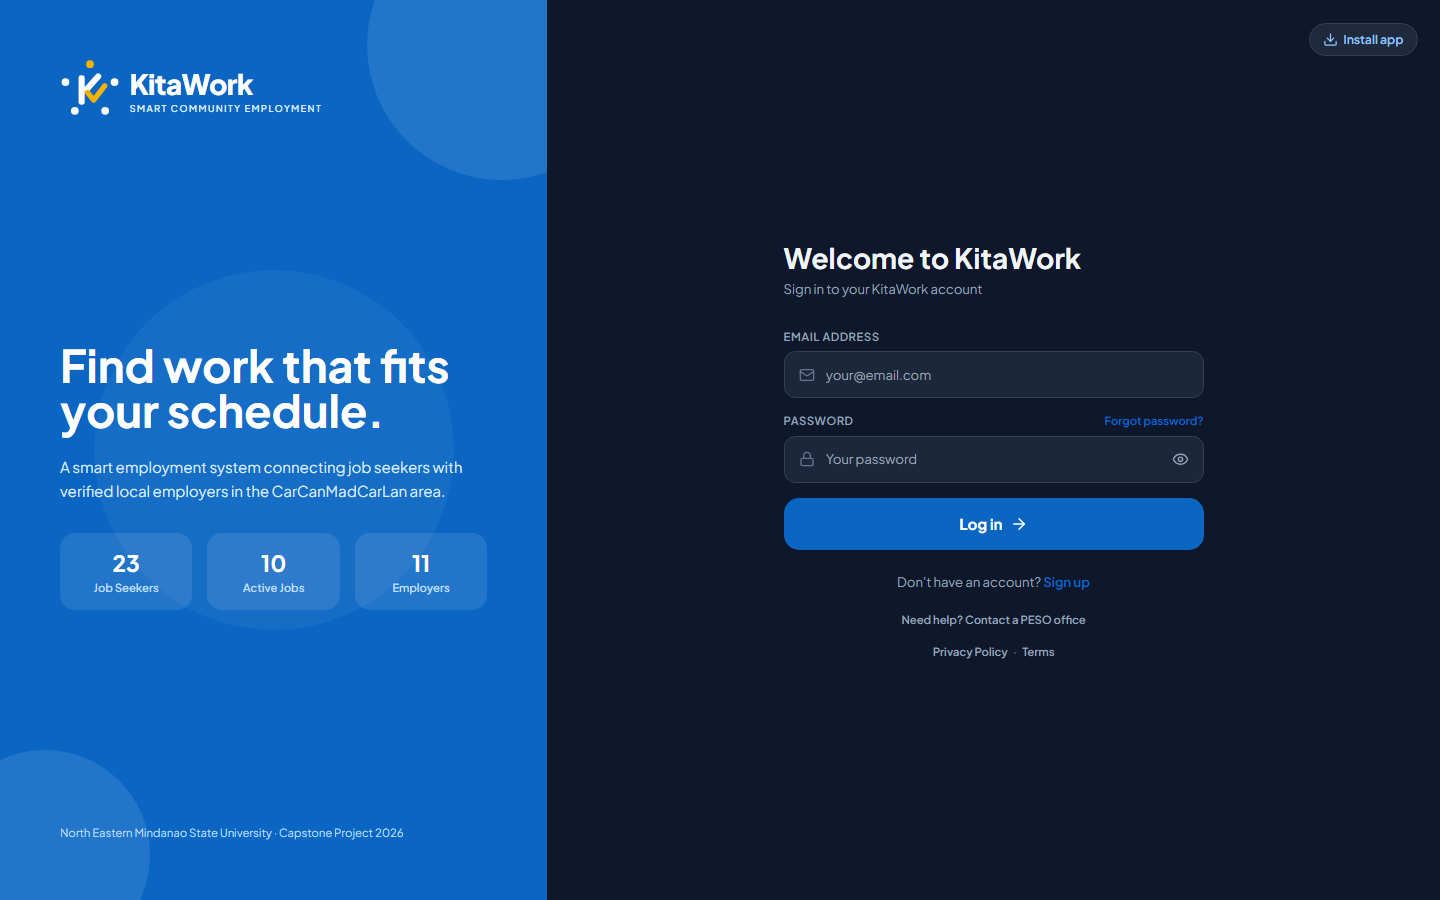 KitaWork
SMART COMMUNITY EMPLOYMENT
Find work that fits
your schedule.
A smart employment system connecting job seekers with
verified local employers in the CarCanMadCarLan area.
23
Job Seekers
10
Active Jobs
11
Employers
North Eastern Mindanao State University · Capstone Project 2026
Install app
Welcome to KitaWork
Sign in to your KitaWork account
EMAIL ADDRESS
your@email.com
PASSWORD
Forgot password?
Your password
Log in
Don't have an account? Sign up
Need help? Contact a PESO office
Privacy Policy · Terms